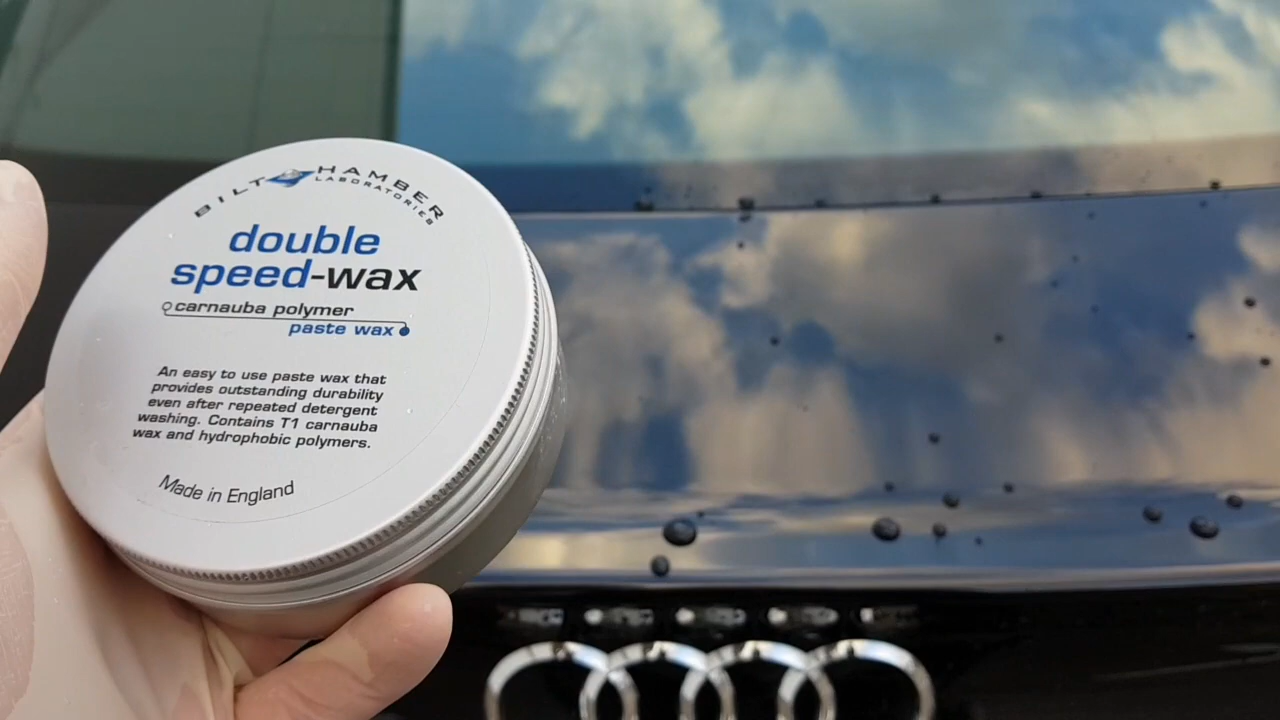 BILT HAMBER
LABORATORIES
double
speed-wax
carnauba polymer
paste wax
An easy to use paste wax that
provides outstanding durability
even after repeated detergent
washing. Contains T1 carnauba
wax and hydrophobic polymers.
Made in England